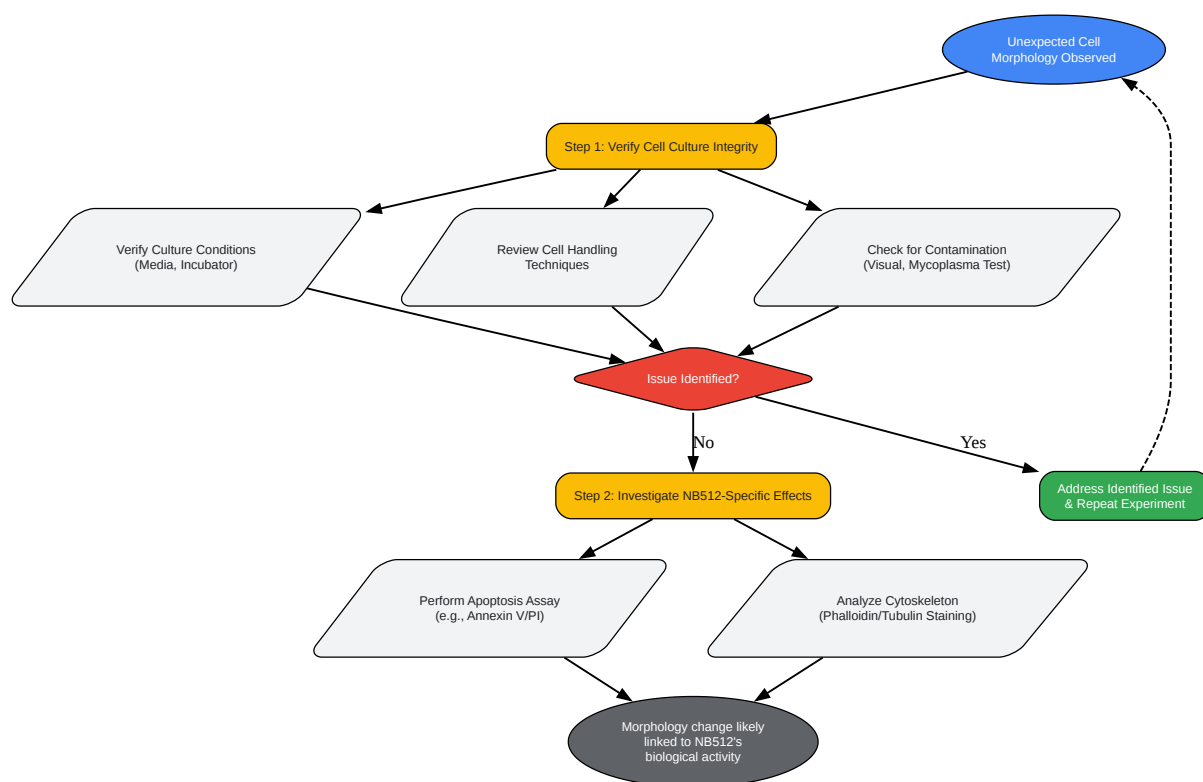 Unexpected Cell
Morphology Observed
Step 1: Verify Cell Culture Integrity
Verify Culture Conditions
(Media, Incubator)
Review Cell Handling
Techniques
Check for Contamination
(Visual, Mycoplasma Test)
Issue Identified?
No
Yes
Step 2: Investigate NB512-Specific Effects
Address Identified Issue
& Repeat Experiment
Perform Apoptosis Assay
(e.g., Annexin V/PI)
Analyze Cytoskeleton
(Phalloidin/Tubulin Staining)
Morphology change likely
linked to NB512's
biological activity